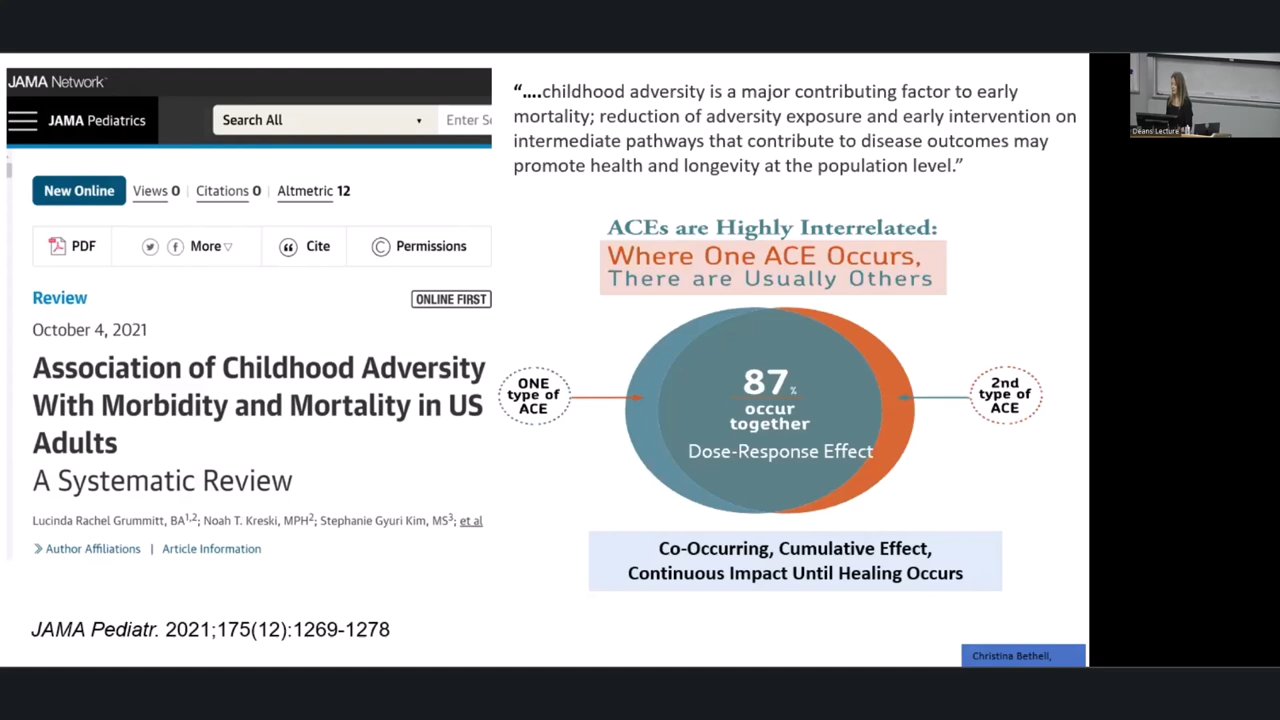 JAMA Network™
JAMA Pediatrics
Search All
Enter Se
New Online
Views 0
Citations 0
Altmetric 12
PDF
More
Cite
Permissions
Review
ONLINE FIRST
October 4, 2021
Association of Childhood Adversity
With Morbidity and Mortality in US
Adults
A Systematic Review
Lucinda Rachel Grummitt, BA1,2; Noah T. Kreski, MPH2; Stephanie Gyuri Kim, MS3; et al
Author Affiliations | Article Information
JAMA Pediatr. 2021;175(12):1269-1278
“….childhood adversity is a major contributing factor to early
mortality; reduction of adversity exposure and early intervention on
intermediate pathways that contribute to disease outcomes may
promote health and longevity at the population level.”
ACEs are Highly Interrelated:
Where One ACE Occurs,
There are Usually Others
ONE
type of
ACE
87%
occur
together
Dose-Response Effect
2nd
type of
ACE
Co-Occurring, Cumulative Effect,
Continuous Impact Until Healing Occurs
Christina Bethell,
Deans Lecture